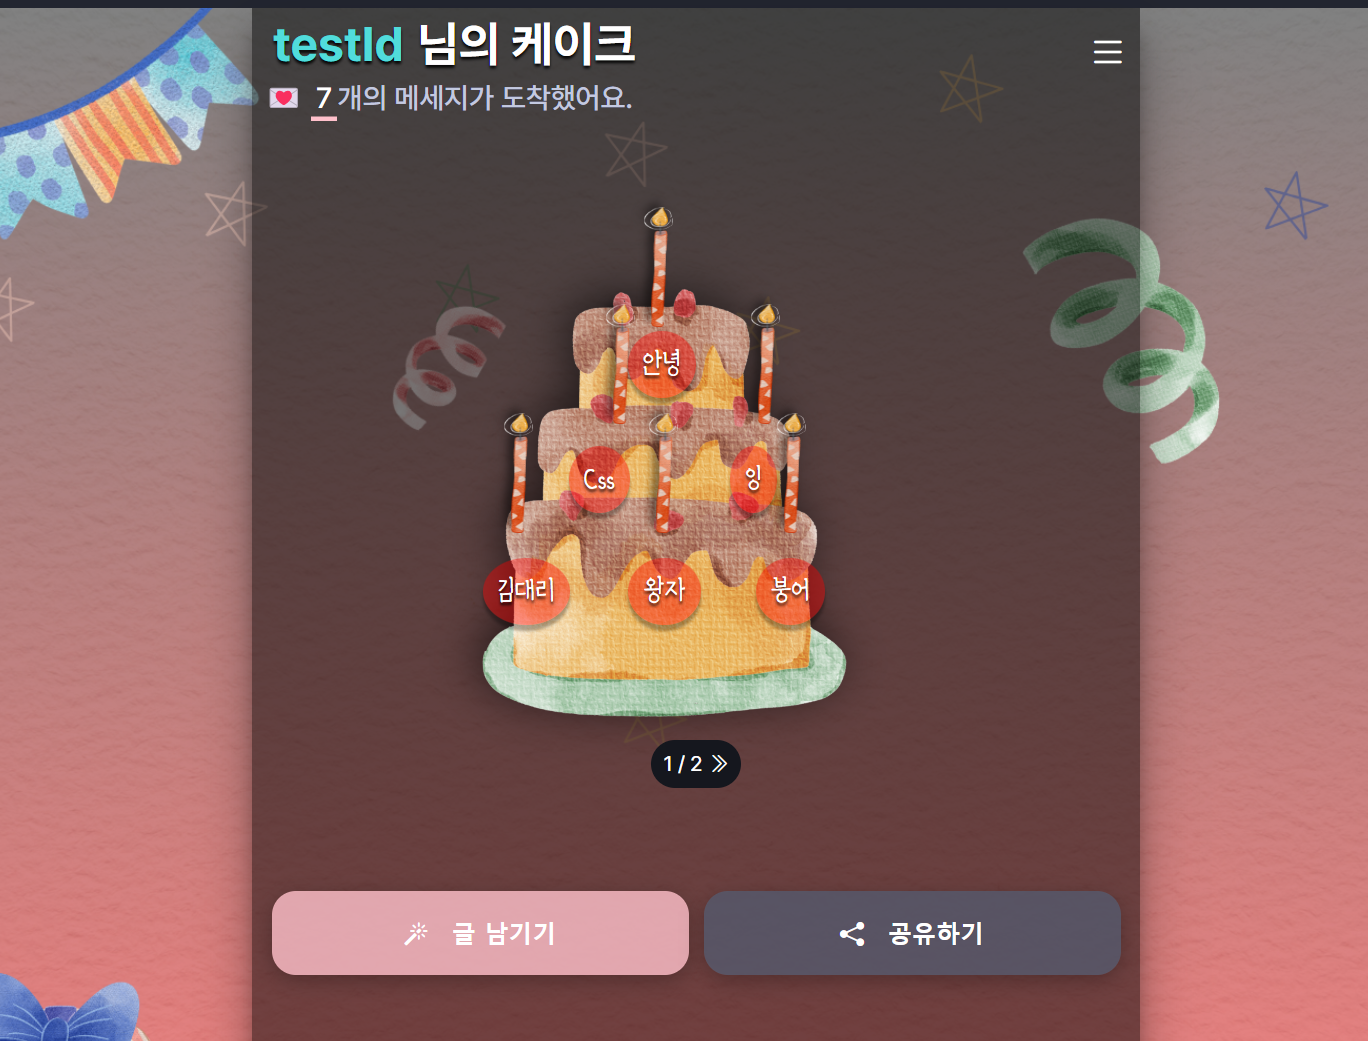 testId 님의 케이크
7 개의 메세지가 도착했어요.
안녕
Css 잉
김대리 왕자 붕어
1 / 2
글 남기기 공유하기